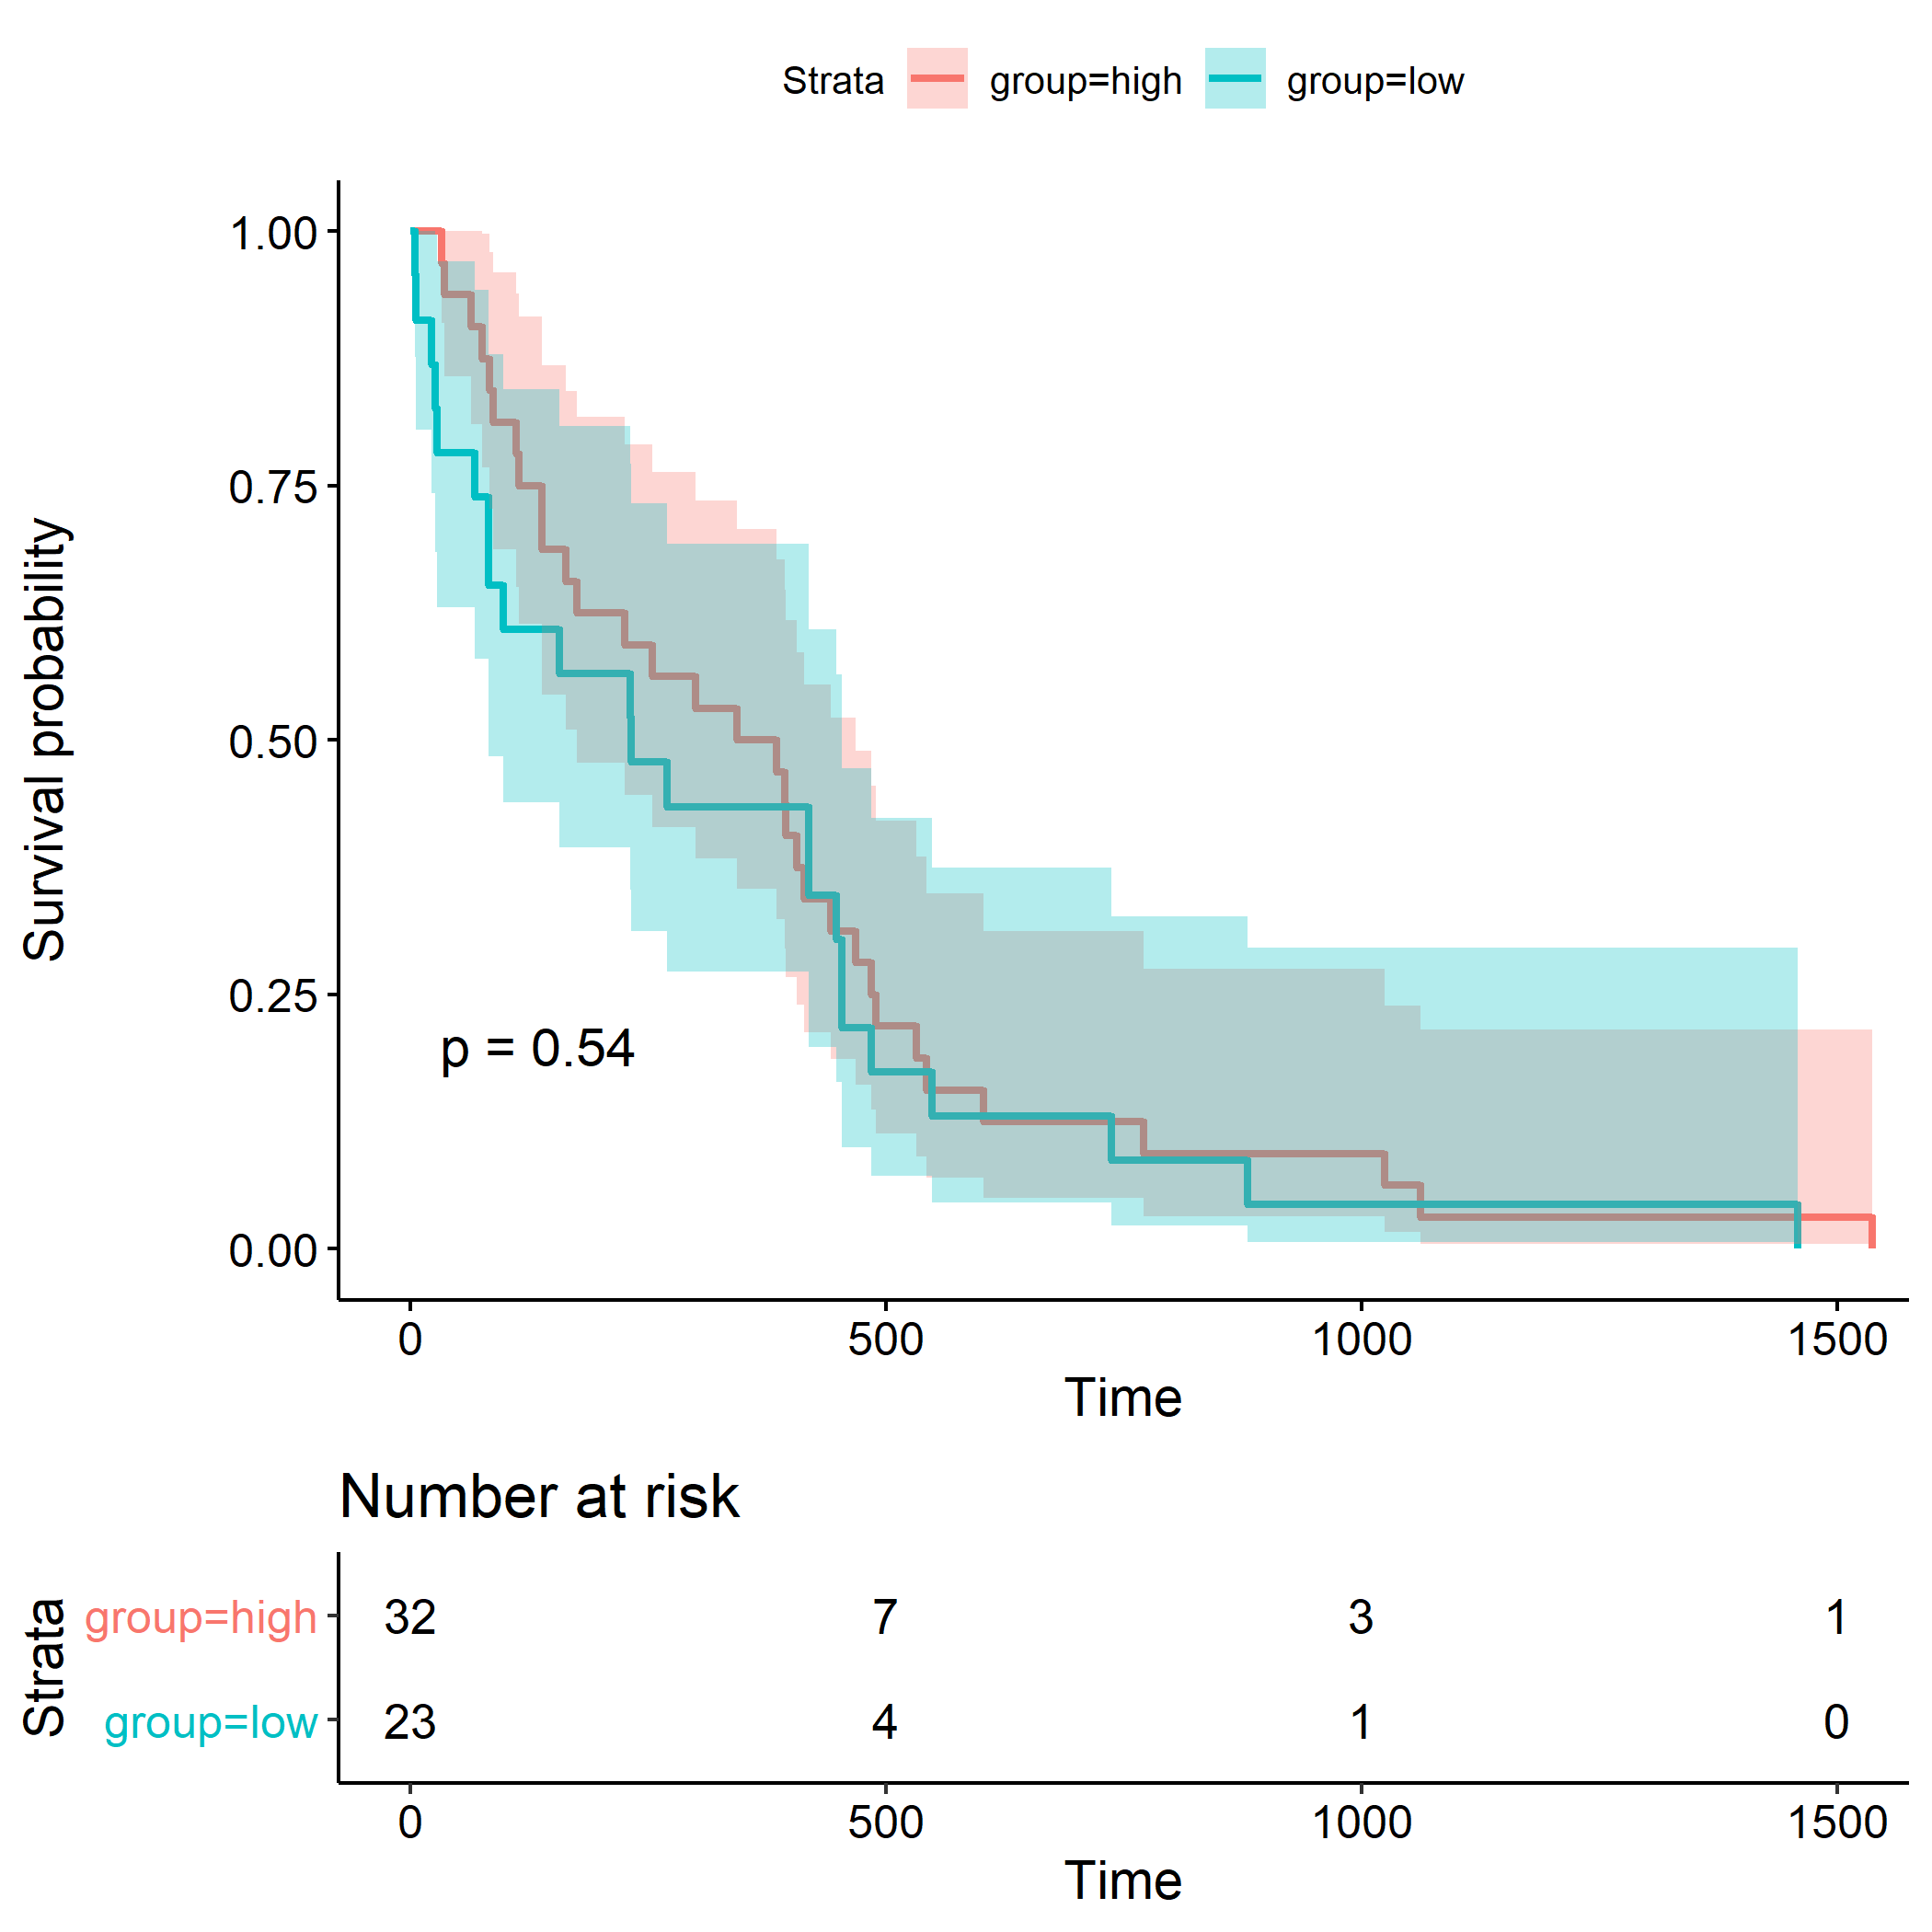 Strata group=high group=low
Survival probability
1.00
0.75
0.50
0.25
0.00
p = 0.54
0 500 1000 1500
Time
Number at risk
Strata
group=high 32 7 3 1
group=low 23 4 1 0
0 500 1000 1500
Time